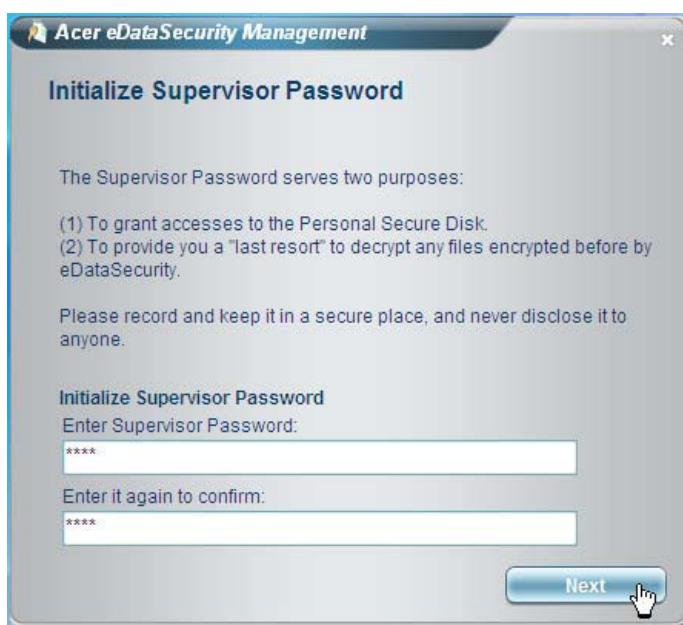 Acer eDataSecurity Management
x
Initialize Supervisor Password
The Supervisor Password serves two purposes:
(1) To grant accesses to the Personal Secure Disk.
(2) To provide you a "last resort" to decrypt any files encrypted before by
eDataSecurity.
Please record and keep it in a secure place, and never disclose it to
anyone.
Initialize Supervisor Password
Enter Supervisor Password:
****
Enter it again to confirm:
****
Next